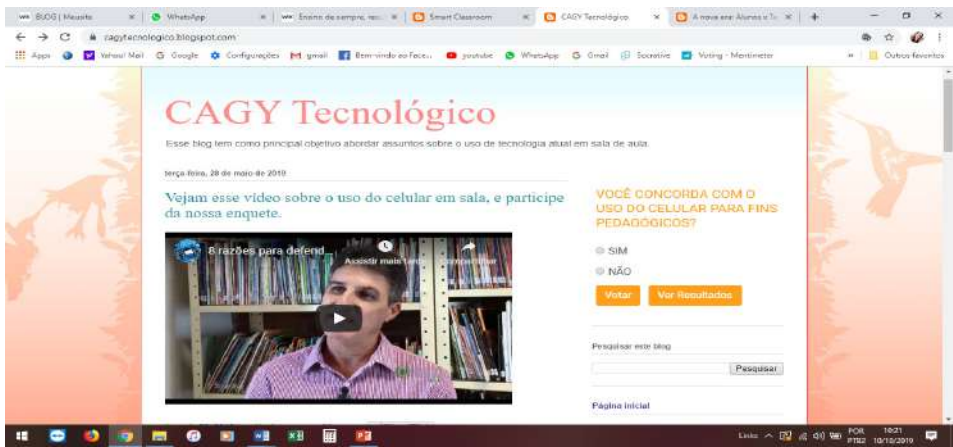 BLOG | Meusite
WhatsApp
Ensino de sempre, rec
Smart Classroom
CAGY Tecnológico
A nova era: Alunos e Te
cagytecnologico.blogspot.com
Apps
Yahoo! Mail
Google
Configurações
gmail
Bem-vindo ao Face...
youtube
WhatsApp
Gmail
Socrative
Voting - Mentimeter
Outros favoritos
CAGY Tecnológico
Esse blog tem como principal objetivo abordar assuntos sobre o uso de tecnologia atual em sala de aula.
terça-feira, 28 de maio de 2019
Vejam esse vídeo sobre o uso do celular em sala, e participe
da nossa enquete.
8 razões para defend...
Assistir mais tarde
Compartilhar
VOCÊ CONCORDA COM O
USO DO CELULAR PARA FINS
PEDAGÓGICOS?
SIM
NÃO
Votar
Ver Resultados
Pesquisar este blog
Pesquisar
Página inicial
Links
POR
PTB2
10:21
10/10/2019